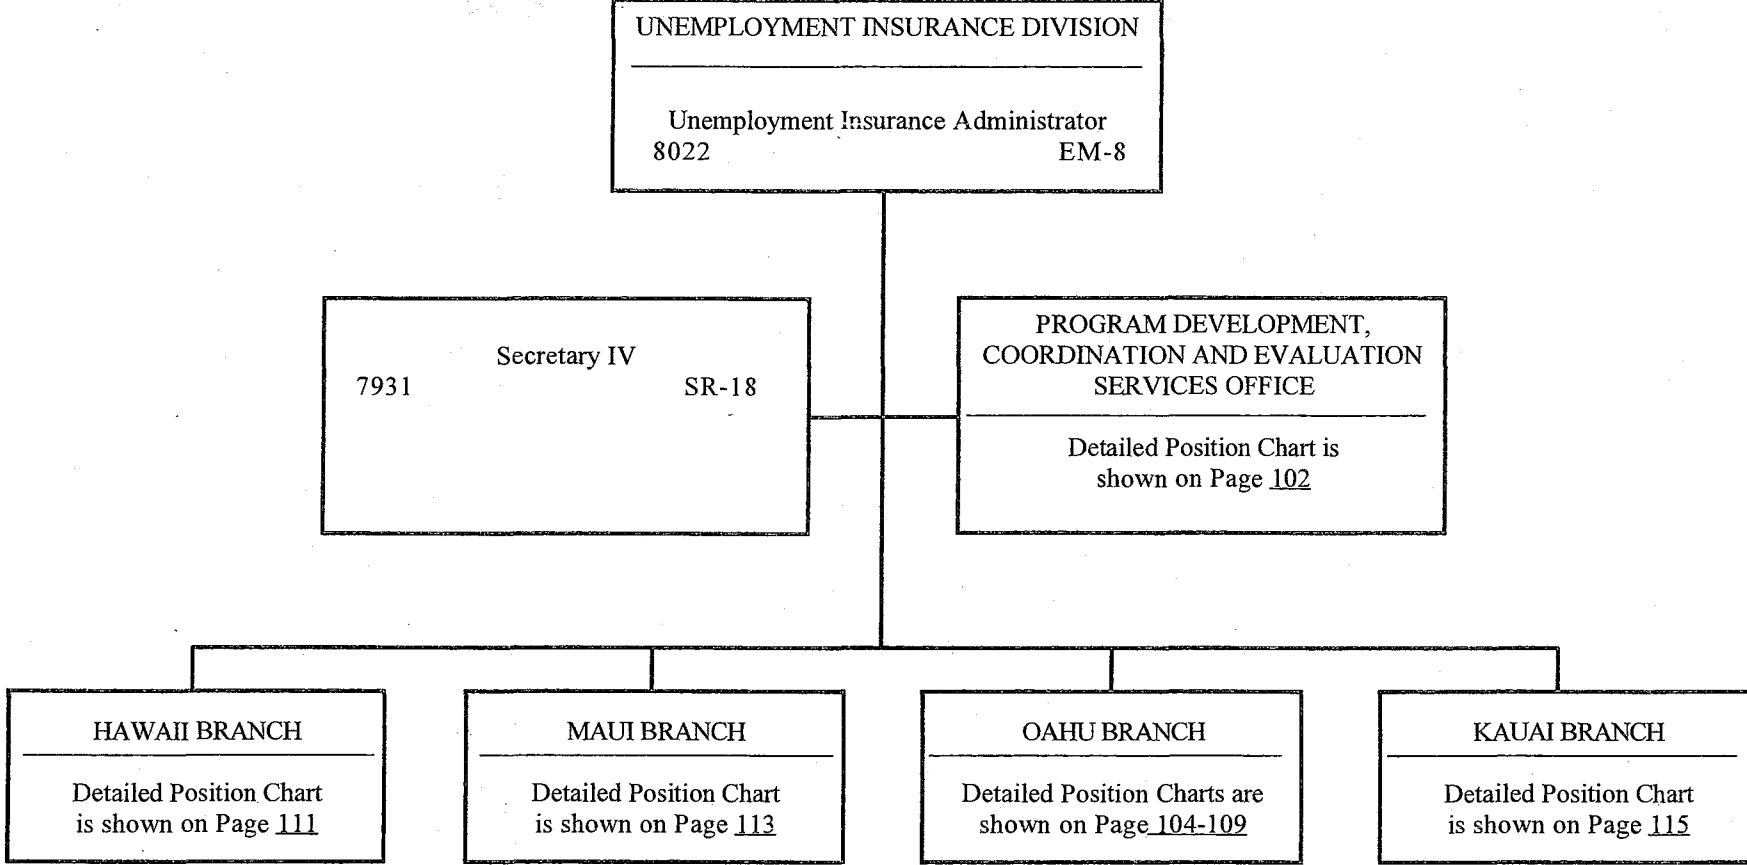 UNEMPLOYMENT INSURANCE DIVISION
Unemployment Insurance Administrator
8022 EM-8
Secretary IV
7931 SR-18
PROGRAM DEVELOPMENT,
COORDINATION AND EVALUATION
SERVICES OFFICE
Detailed Position Chart is
shown on Page 102
HAWAII BRANCH
Detailed Position Chart
is shown on Page 111
MAUI BRANCH
Detailed Position Chart
is shown on Page 113
OAHU BRANCH
Detailed Position Charts are
shown on Page 104-109
KAUAI BRANCH
Detailed Position Chart
is shown on Page 115